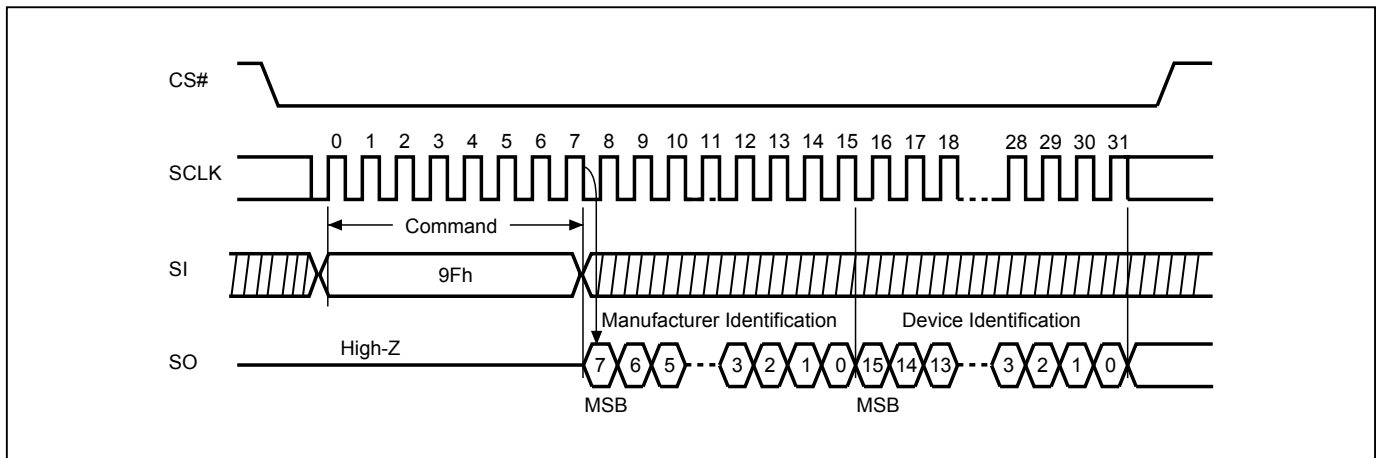 CS#
0 1 2 3 4 5 6 7 8 9 10 11 12 13 14 15 16 17 18 28 29 30 31
SCLK
Command
SI
9Fh
Manufacturer Identification Device Identification
High-Z
SO
7 6 5 3 2 1 0 15 14 13 3 2 1 0
MSB MSB